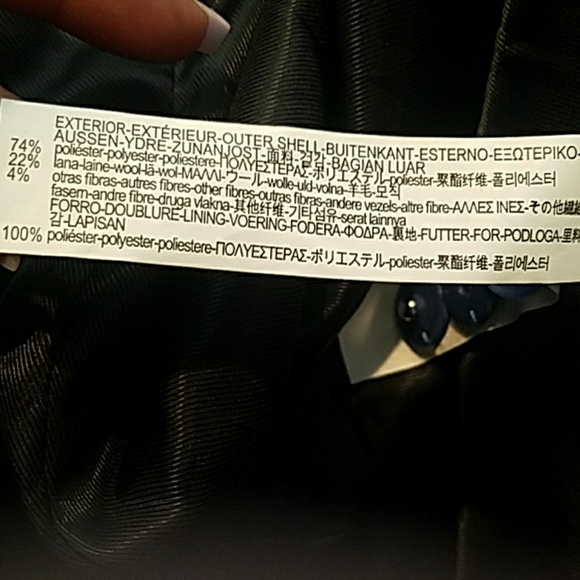 EXTERIOR-EXTÉRIEUR-OUTER SHELL-BUITENKANT-ESTERNO-ΕΞΩΤΕΡΙΚΟ-
AUSSEN-YDRE-ZUNANJOST-面料-겉감-BAGIAN LUAR
74% poliéster-polyester-poliestere-ΠΟΛΥΕΣΤΕΡΑΣ-ポリエステル-poliester-聚酯纤维-폴리에스터
22% lana-laine-wool-lã-wol-ΜΑΛΛΙ-ウール-wolle-uld-volna-羊毛-모직
4% otras fibras-autres fibres-other fibres-outras fibras-andere vezels-altre fibre-ΑΛΛΕΣ ΙΝΕΣ-その他繊維
fasern-andre fibre-druga vlakna-其他纤维-기타섬유-serat lainnya
FORRO-DOUBLURE-LINING-VOERING-FODERA-ΦΟΔΡΑ-裏地-FUTTER-FOR-PODLOGA-里料
감-LAPISAN
100% poliéster-polyester-poliestere-ΠΟΛΥΕΣΤΕΡΑΣ-ポリエステル-poliester-聚酯纤维-폴리에스터